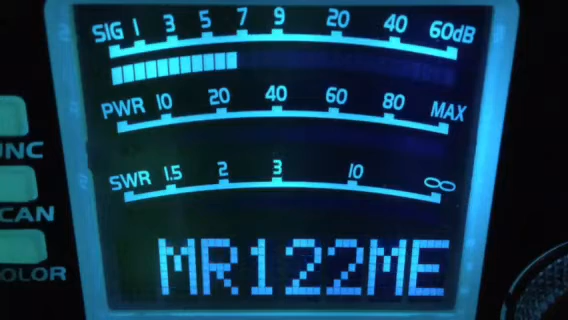 SIG 1 3 5 7 9 20 40 60dB
PWR 10 20 40 60 80 MAX
UNC
SWR 1.5 2 3 10 ∞
CAN
OLOR
MR122ME